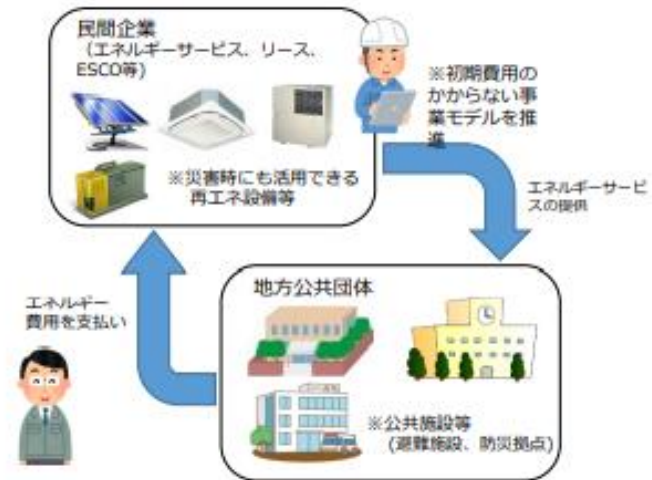 民間企業
（エネルギーサービス、リース、
ESCO等)
※初期費用の
かからない事
業モデルを推
進
※災害時にも活用できる
再エネ設備等
エネルギーサービ
スの提供
エネルギー
費用を支払い
地方公共団体
※公共施設等
(避難施設、防災拠点)